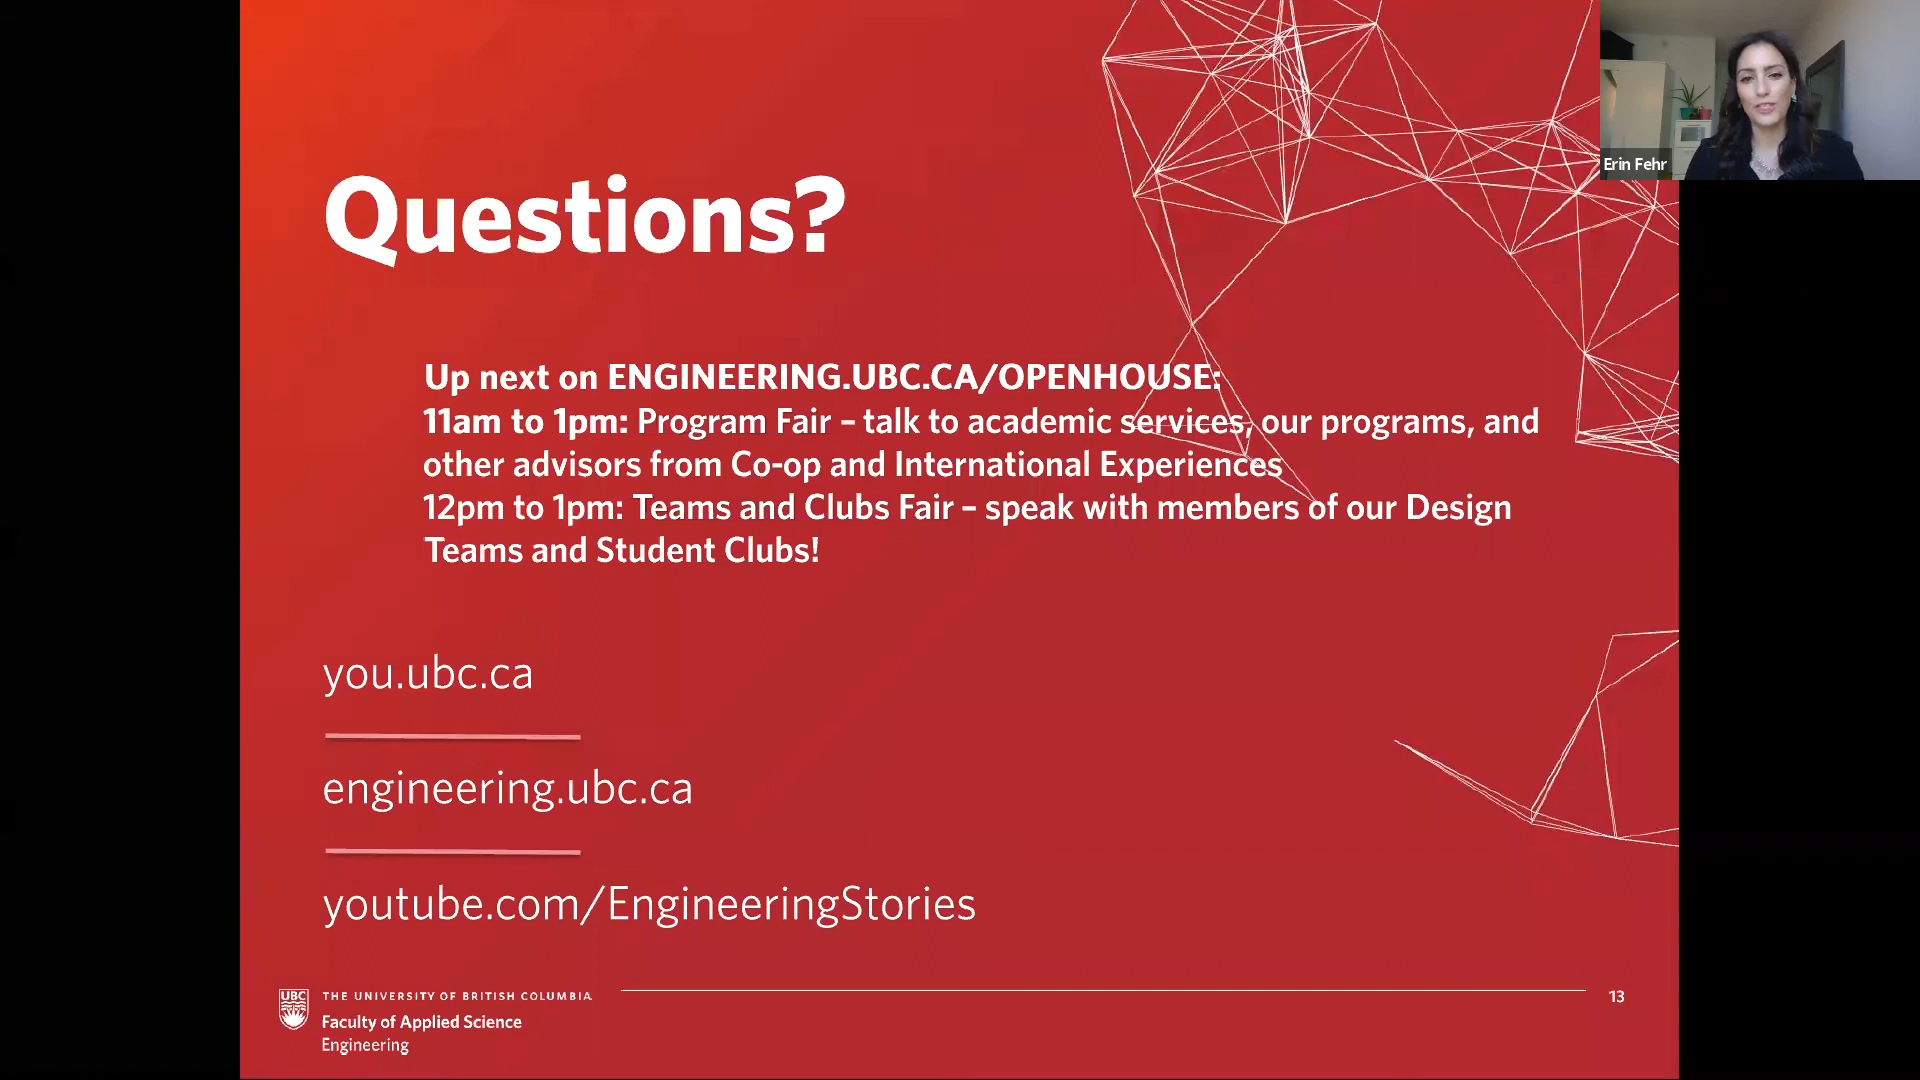 Erin Fehr
Questions?
Up next on ENGINEERING.UBC.CA/OPENHOUSE:
11am to 1pm: Program Fair – talk to academic services, our programs, and
other advisors from Co-op and International Experiences
12pm to 1pm: Teams and Clubs Fair – speak with members of our Design
Teams and Student Clubs!
you.ubc.ca
engineering.ubc.ca
youtube.com/EngineeringStories
UBC
THE UNIVERSITY OF BRITISH COLUMBIA
Faculty of Applied Science
Engineering
13